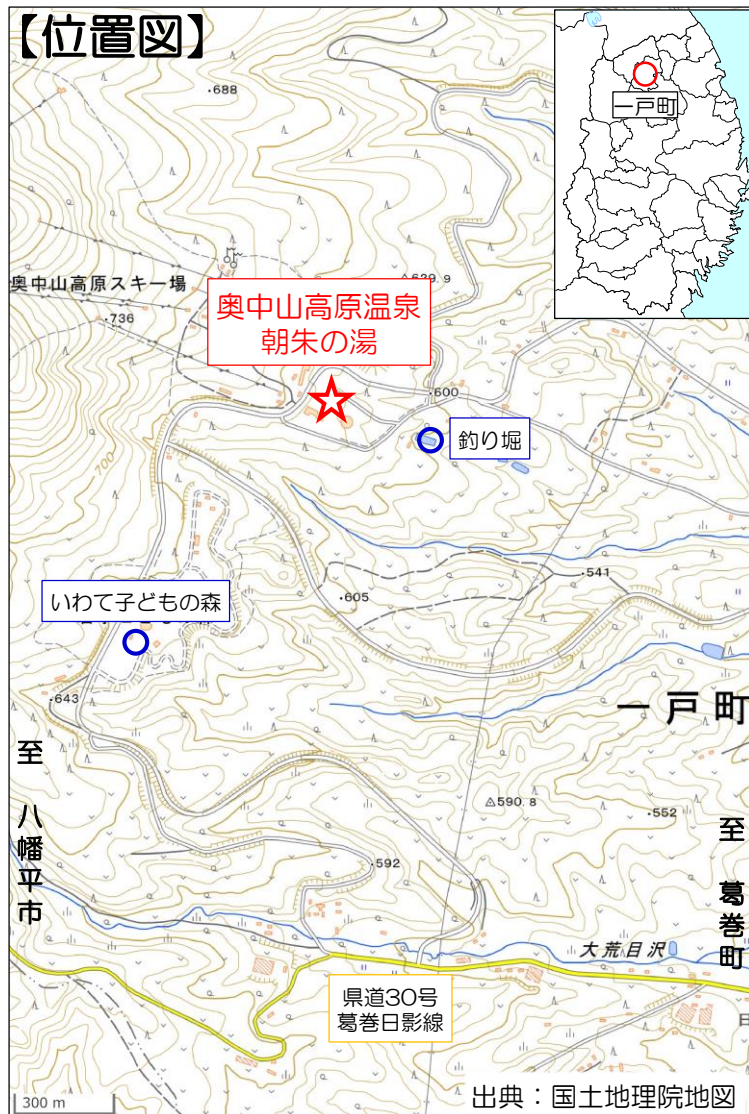 【位置図】
・688
一戸町
629.9
奥中山高原スキー場
・736
奥中山高原温泉
朝朱の湯
・600
釣り堀
700
・541
いわて子どもの森
・605
・643
一戸町
至 八幡平市
590.8
・552
至 葛巻町
・592
大荒目沢
県道30号
葛巻日影線
日
300 m
出典：国土地理院地図